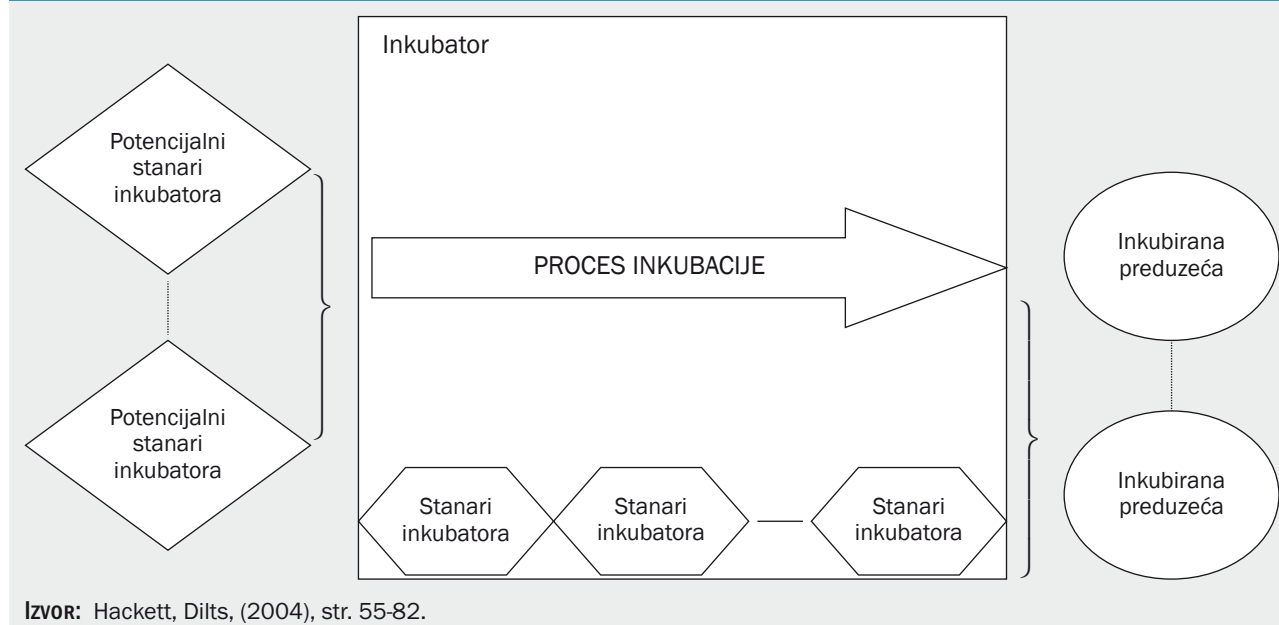 Inkubator
Potencijalni
stanari
inkubatora
Potencijalni
stanari
inkubatora
PROCES INKUBACIJE
Stanari
inkubatora
Stanari
inkubatora
Stanari
inkubatora
Inkubirana
preduzeća
Inkubirana
preduzeća
IZVOR: Hackett, Dilts, (2004), str. 55-82.